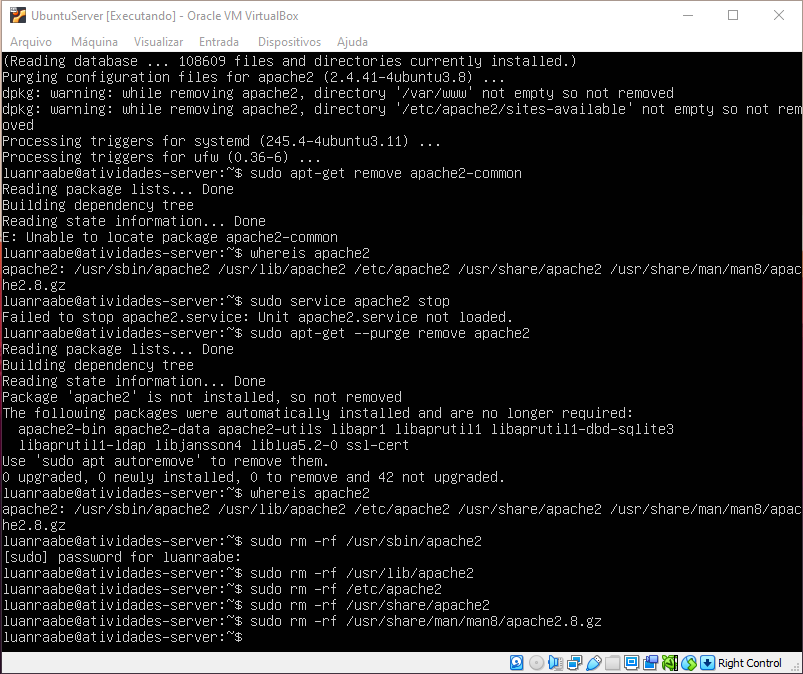 UbuntuServer [Executando] - Oracle VM VirtualBox
Arquivo Máquina Visualizar Entrada Dispositivos Ajuda
(Reading database ... 108609 files and directories currently installed.)
Purging configuration files for apache2 (2.4.41-4ubuntu3.8) ...
dpkg: warning: while removing apache2, directory '/var/www' not empty so not removed
dpkg: warning: while removing apache2, directory '/etc/apache2/sites-available' not empty so not rem
oved
Processing triggers for systemd (245.4-4ubuntu3.11) ...
Processing triggers for ufw (0.36-6) ...
luanraabe@atividades-server:~$ sudo apt-get remove apache2-common
Reading package lists... Done
Building dependency tree
Reading state information... Done
E: Unable to locate package apache2-common
luanraabe@atividades-server:~$ whereis apache2
apache2: /usr/sbin/apache2 /usr/lib/apache2 /etc/apache2 /usr/share/apache2 /usr/share/man/man8/apac
he2.8.gz
luanraabe@atividades-server:~$ sudo service apache2 stop
Failed to stop apache2.service: Unit apache2.service not loaded.
luanraabe@atividades-server:~$ sudo apt-get --purge remove apache2
Reading package lists... Done
Building dependency tree
Reading state information... Done
Package 'apache2' is not installed, so not removed
The following packages were automatically installed and are no longer required:
  apache2-bin apache2-data apache2-utils libapr1 libaprutil1 libaprutil1-dbd-sqlite3
  libaprutil1-ldap libjansson4 liblua5.2-0 ssl-cert
Use 'sudo apt autoremove' to remove them.
0 upgraded, 0 newly installed, 0 to remove and 42 not upgraded.
luanraabe@atividades-server:~$ whereis apache2
apache2: /usr/sbin/apache2 /usr/lib/apache2 /etc/apache2 /usr/share/apache2 /usr/share/man/man8/apac
he2.8.gz
luanraabe@atividades-server:~$ sudo rm -rf /usr/sbin/apache2
[sudo] password for luanraabe:
luanraabe@atividades-server:~$ sudo rm -rf /usr/lib/apache2
luanraabe@atividades-server:~$ sudo rm -rf /etc/apache2
luanraabe@atividades-server:~$ sudo rm -rf /usr/share/apache2
luanraabe@atividades-server:~$ sudo rm -rf /usr/share/man/man8/apache2.8.gz
luanraabe@atividades-server:~$
Right Control